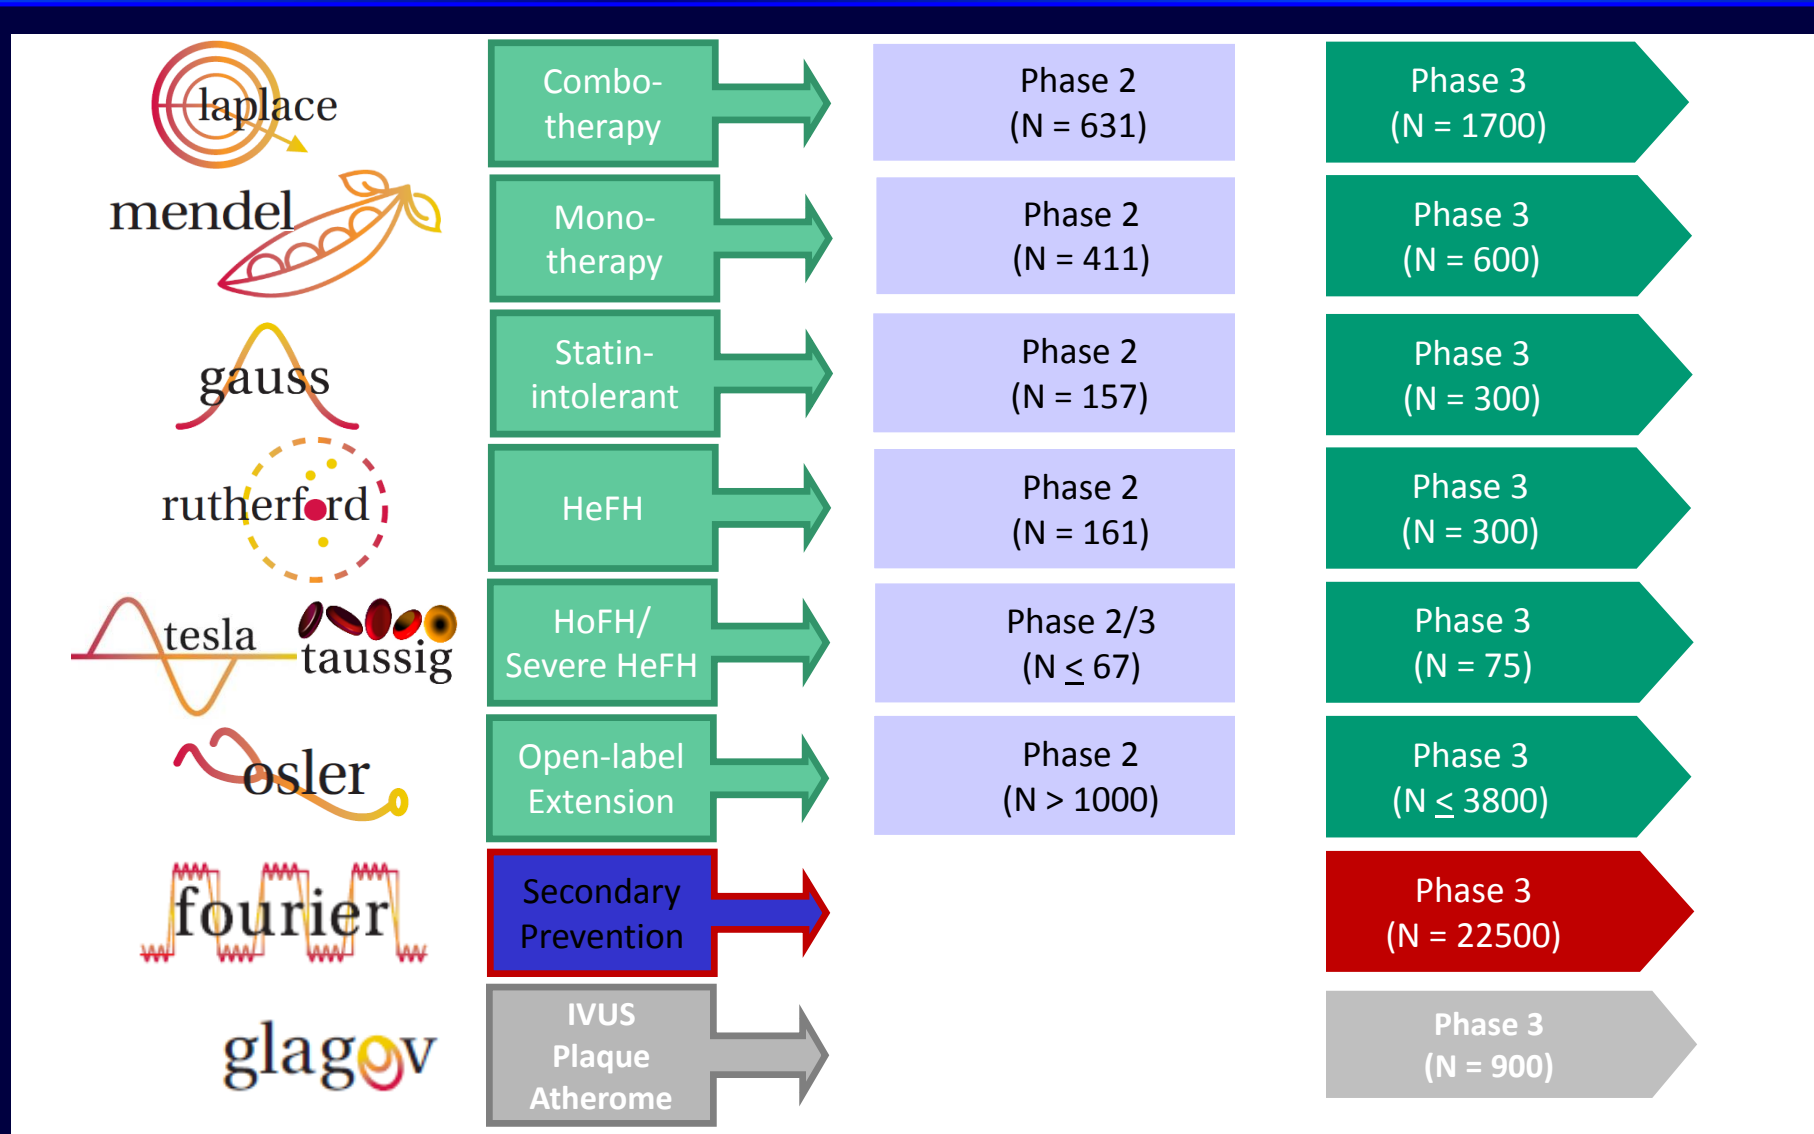 laplace
Combo-
therapy
Phase 2
(N = 631)
Phase 3
(N = 1700)
mendel
Mono-
therapy
Phase 2
(N = 411)
Phase 3
(N = 600)
gauss
Statin-
intolerant
Phase 2
(N = 157)
Phase 3
(N = 300)
rutherford
HeFH
Phase 2
(N = 161)
Phase 3
(N = 300)
tesla
taussig
HoFH/
Severe HeFH
Phase 2/3
(N ≤ 67)
Phase 3
(N = 75)
osler
Open-label
Extension
Phase 2
(N > 1000)
Phase 3
(N ≤ 3800)
fourier
Secondary
Prevention
Phase 3
(N = 22500)
glagov
IVUS
Plaque
Atherome
Phase 3
(N = 900)